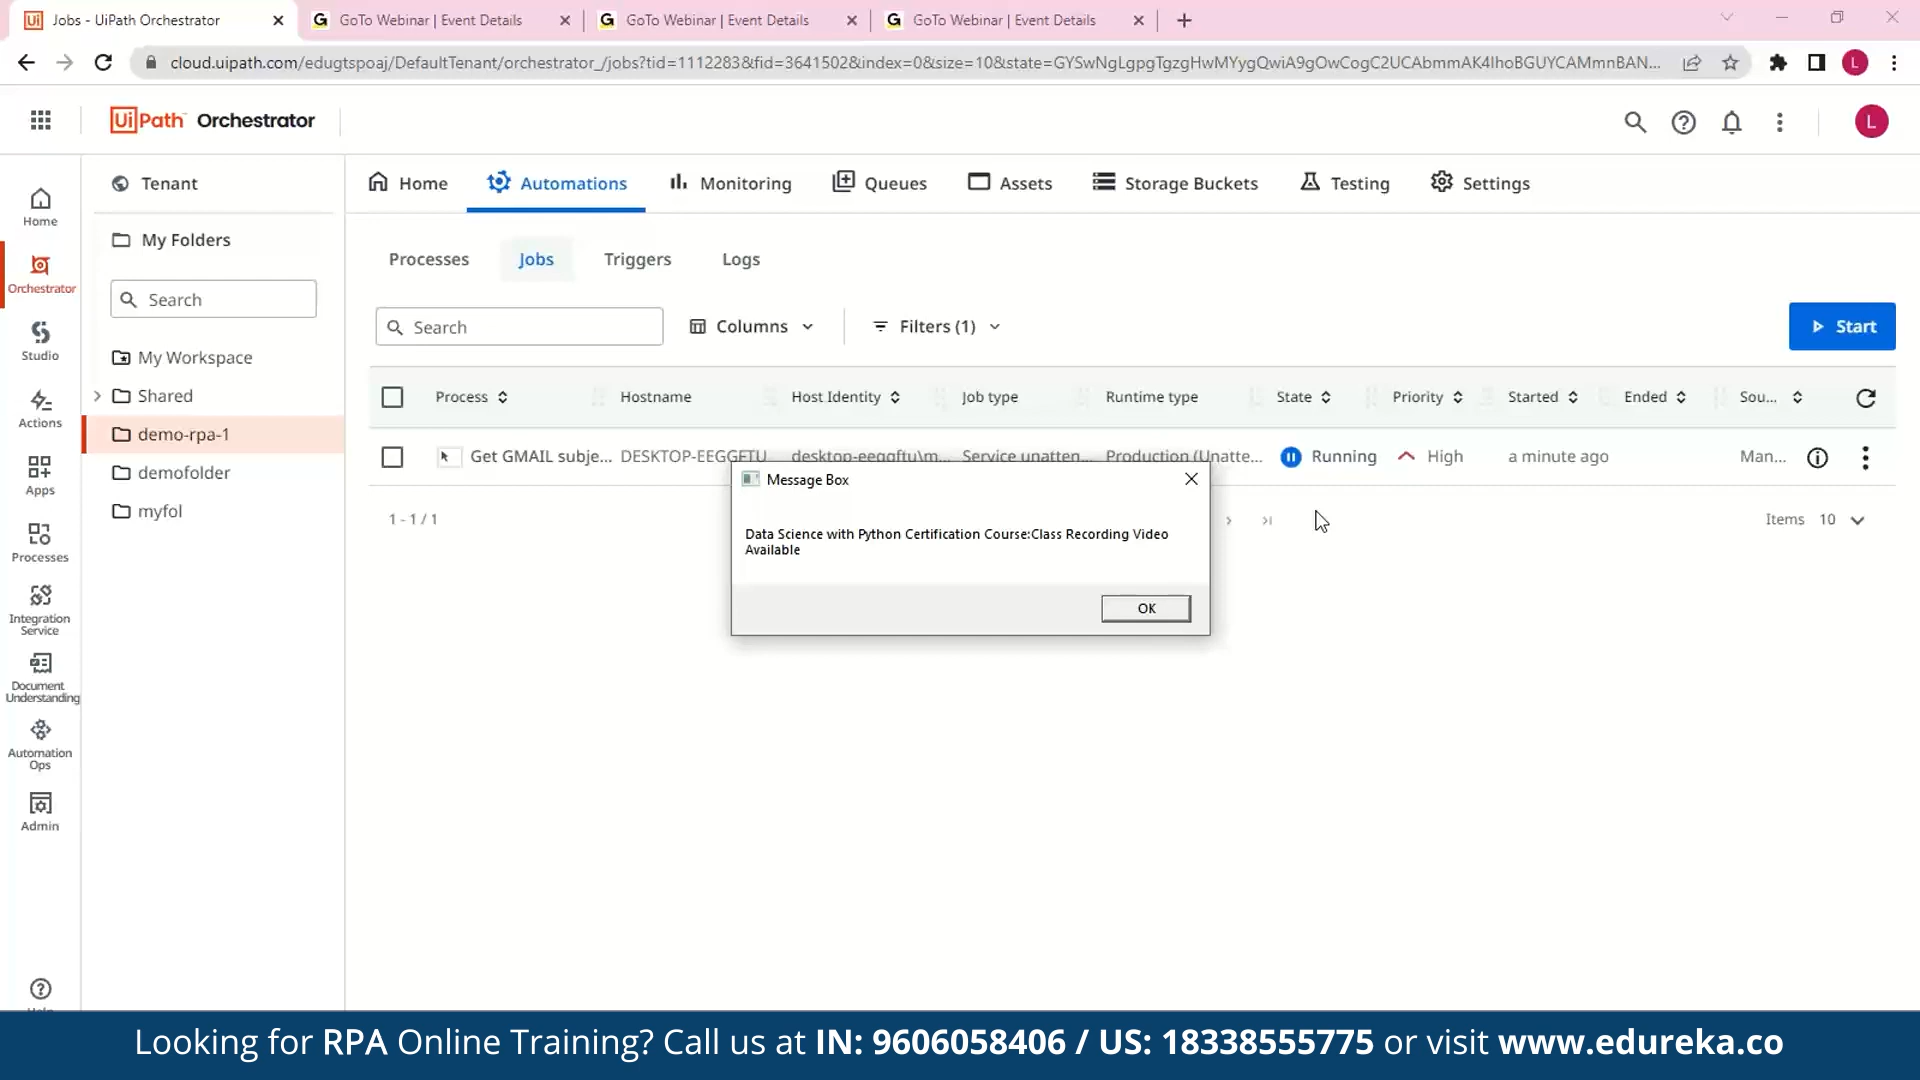 Jobs - UiPath Orchestrator
GoTo Webinar | Event Details
GoTo Webinar | Event Details
GoTo Webinar | Event Details
cloud.uipath.com/edugtspoaj/DefaultTenant/orchestrator_/jobs?tid=1112283&fid=3641502&index=0&size=10&state=
L
UiPath Orchestrator
L
Home
Orchestrator
Studio
Actions
Apps
Processes
Integration
Service
Document
Understanding
Automation
Ops
Admin
Tenant
My Folders
Search
My Workspace
Shared
demo-rpa-1
demofolder
myfol
Home Automations Monitoring Queues Assets Storage Buckets Testing Settings
Processes Jobs Triggers Logs
Search Columns Filters (1) Start
Process Hostname Host Identity Job type Runtime type State Priority Started Ended Sou...
Get GMAIL subje... DESKTOP-EEGGFTU desktop-eeggftu\m... Service unatten... Production (Unatte... Running High a minute ago Man...
1 - 1 / 1 Items 10
Message Box
Data Science with Python Certification Course:Class Recording Video
Available
OK
Looking for RPA Online Training? Call us at IN: 9606058406 / US: 18338555775 or visit www.edureka.co